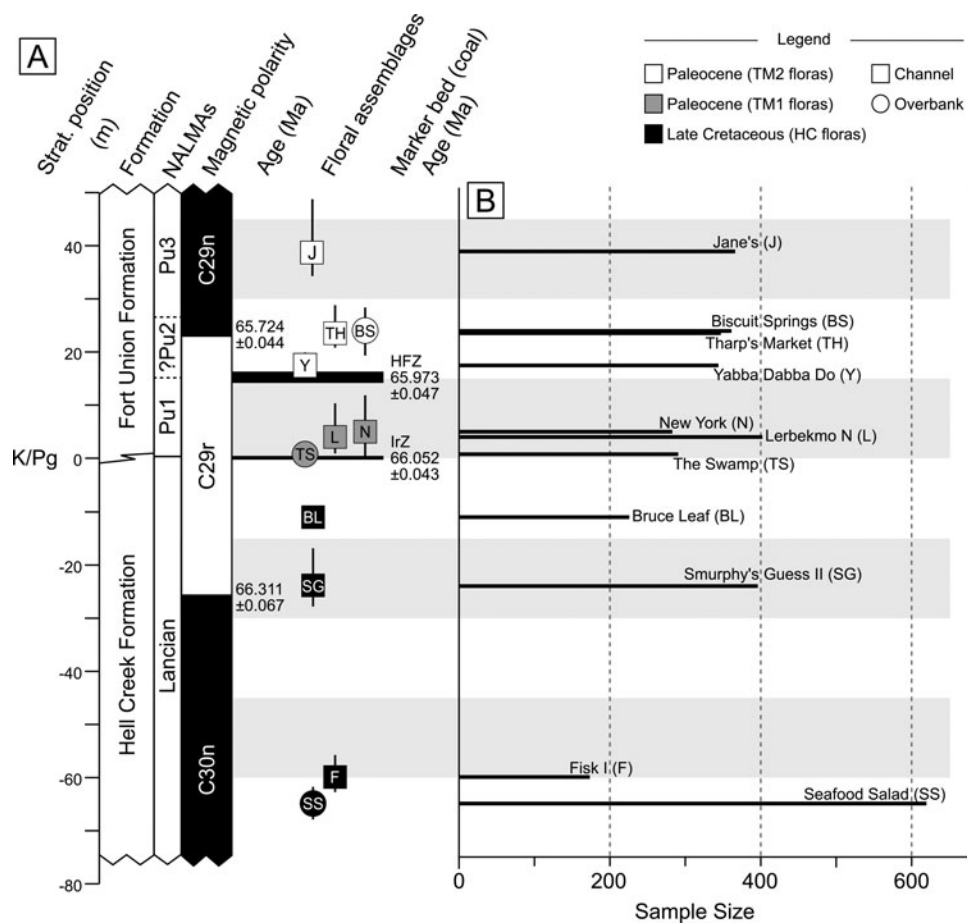 A
Strat. position
(m)
Formation
NALMAs
Magnetic polarity
Age (Ma)
Floral assemblages
Marker bed (coal)
Age (Ma)
Legend
Paleocene (TM2 floras)
Channel
Paleocene (TM1 floras)
Overbank
Late Cretaceous (HC floras)
B
40
20
K/Pg 0
-20
-40
-60
-80
Fort Union Formation
Hell Creek Formation
Pu3
?Pu2
Pu1
Lancian
C29n
C29r
C30n
65.724
±0.044
66.311
±0.067
J
TH
BS
Y
L
N
TS
BL
SG
F
SS
HFZ
65.973
±0.047
IrZ
66.052
±0.043
Jane's (J)
Biscuit Springs (BS)
Tharp's Market (TH)
Yabba Dabba Do (Y)
New York (N)
Lerbekmo N (L)
The Swamp (TS)
Bruce Leaf (BL)
Smurphy's Guess II (SG)
Fisk I (F)
Seafood Salad (SS)
0 200 400 600
Sample Size